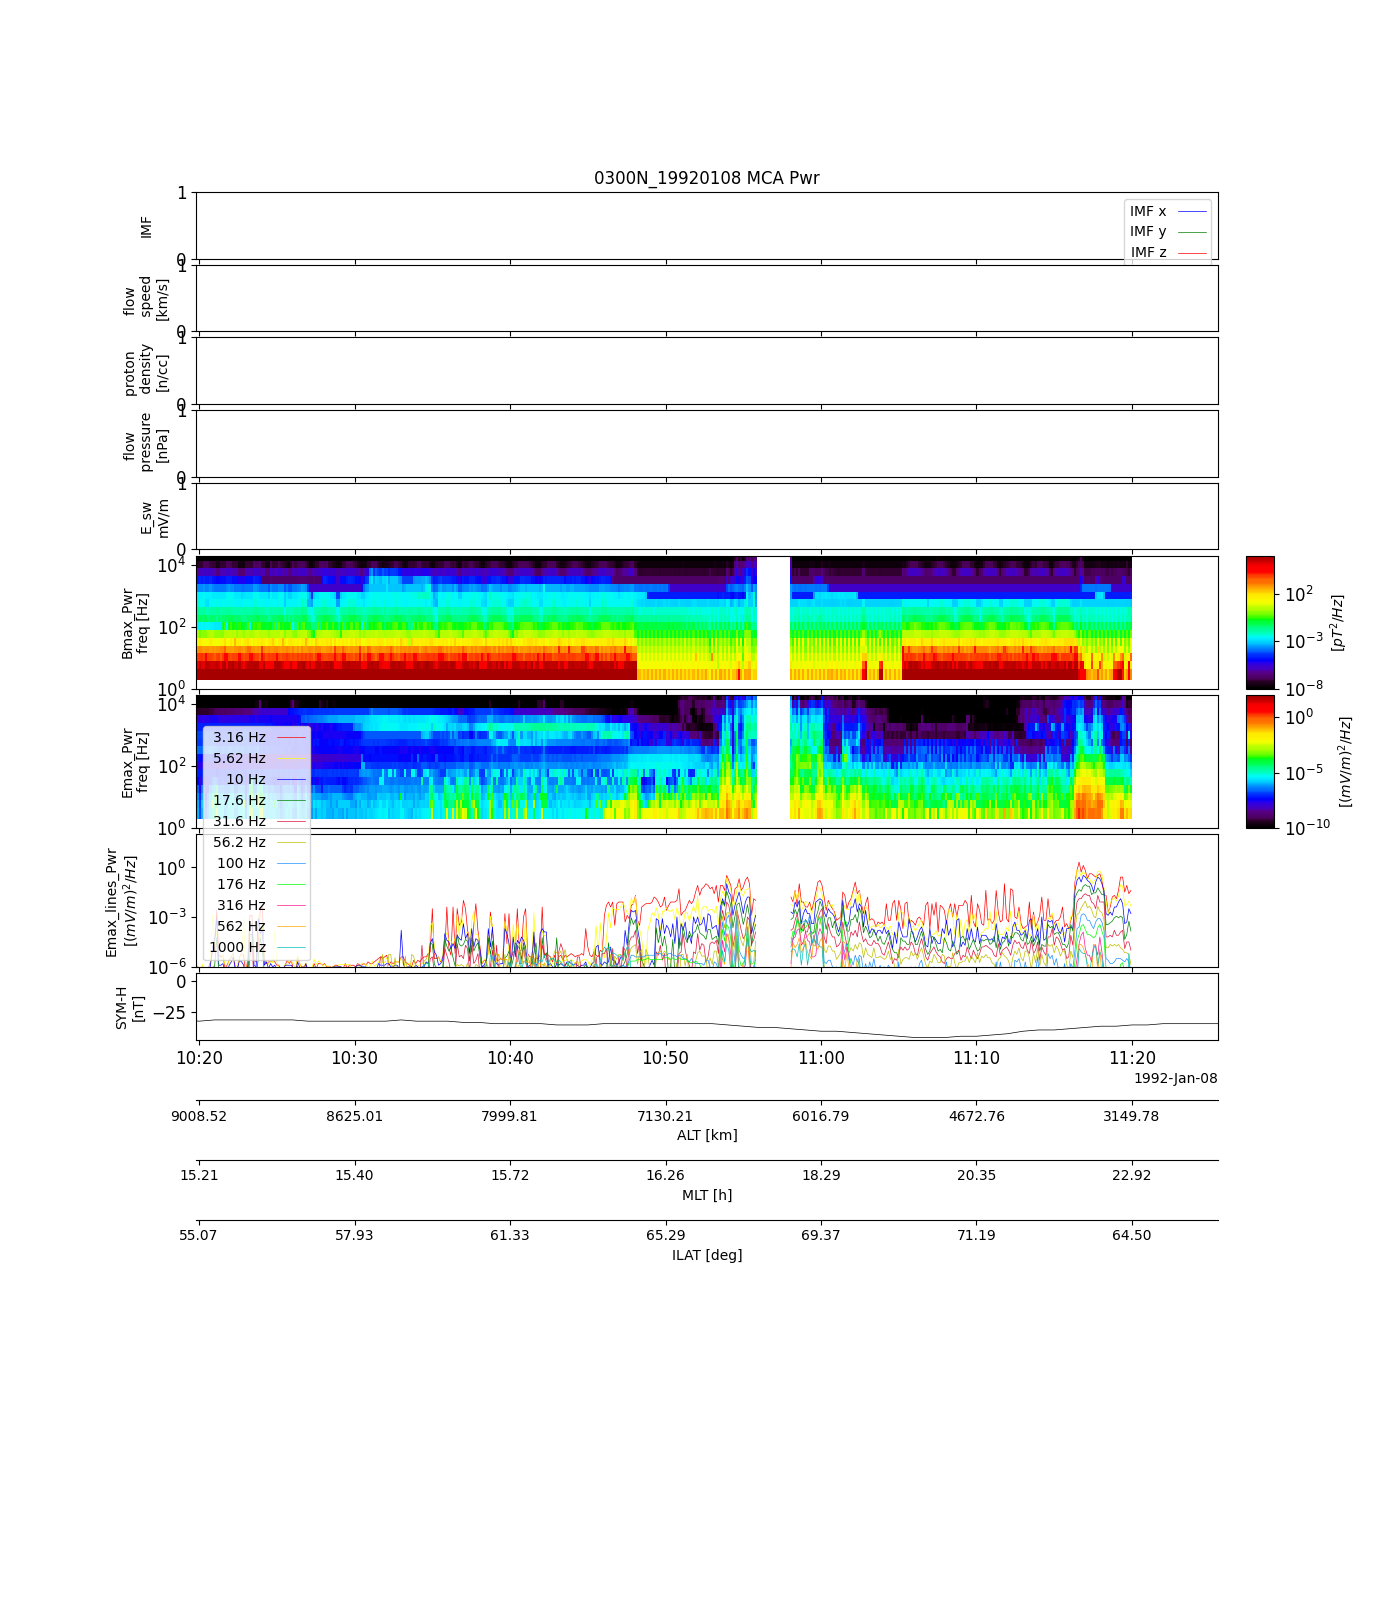 0300N_19920108 MCA Pwr
1
IMF
0
IMF x
IMF y
IMF z
1
flow
speed
[km/s]
0
1
proton
density
[n/cc]
0
1
flow
pressure
[nPa]
0
1
E_sw
mV/m
0
10^4
10^2
10^0
Bmax_Pwr
freq [Hz]
10^2
10^-3
10^-8
[pT^2/Hz]
10^4
10^2
10^0
Emax_Pwr
freq [Hz]
10^0
10^-5
10^-10
[(mV/m)^2/Hz]
3.16 Hz
5.62 Hz
10 Hz
17.6 Hz
31.6 Hz
56.2 Hz
100 Hz
176 Hz
316 Hz
562 Hz
1000 Hz
10^0
10^-3
10^-6
Emax_lines_Pwr
[(mV/m)^2/Hz]
0
−25
SYM-H
[nT]
10:20 10:30 10:40 10:50 11:00 11:10 11:20
1992-Jan-08
9008.52 8625.01 7999.81 7130.21 6016.79 4672.76 3149.78
ALT [km]
15.21 15.40 15.72 16.26 18.29 20.35 22.92
MLT [h]
55.07 57.93 61.33 65.29 69.37 71.19 64.50
ILAT [deg]